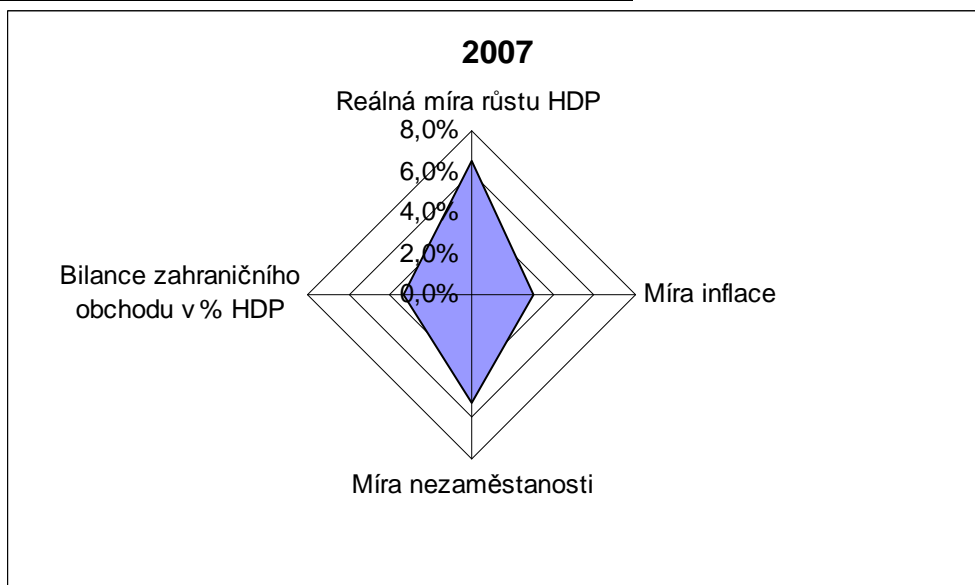 2007
Reálná míra růstu HDP
8,0%
6,0%
4,0%
2,0%
0,0%
Bilance zahraničního
obchodu v % HDP
Míra inflace
Míra nezaměstanosti